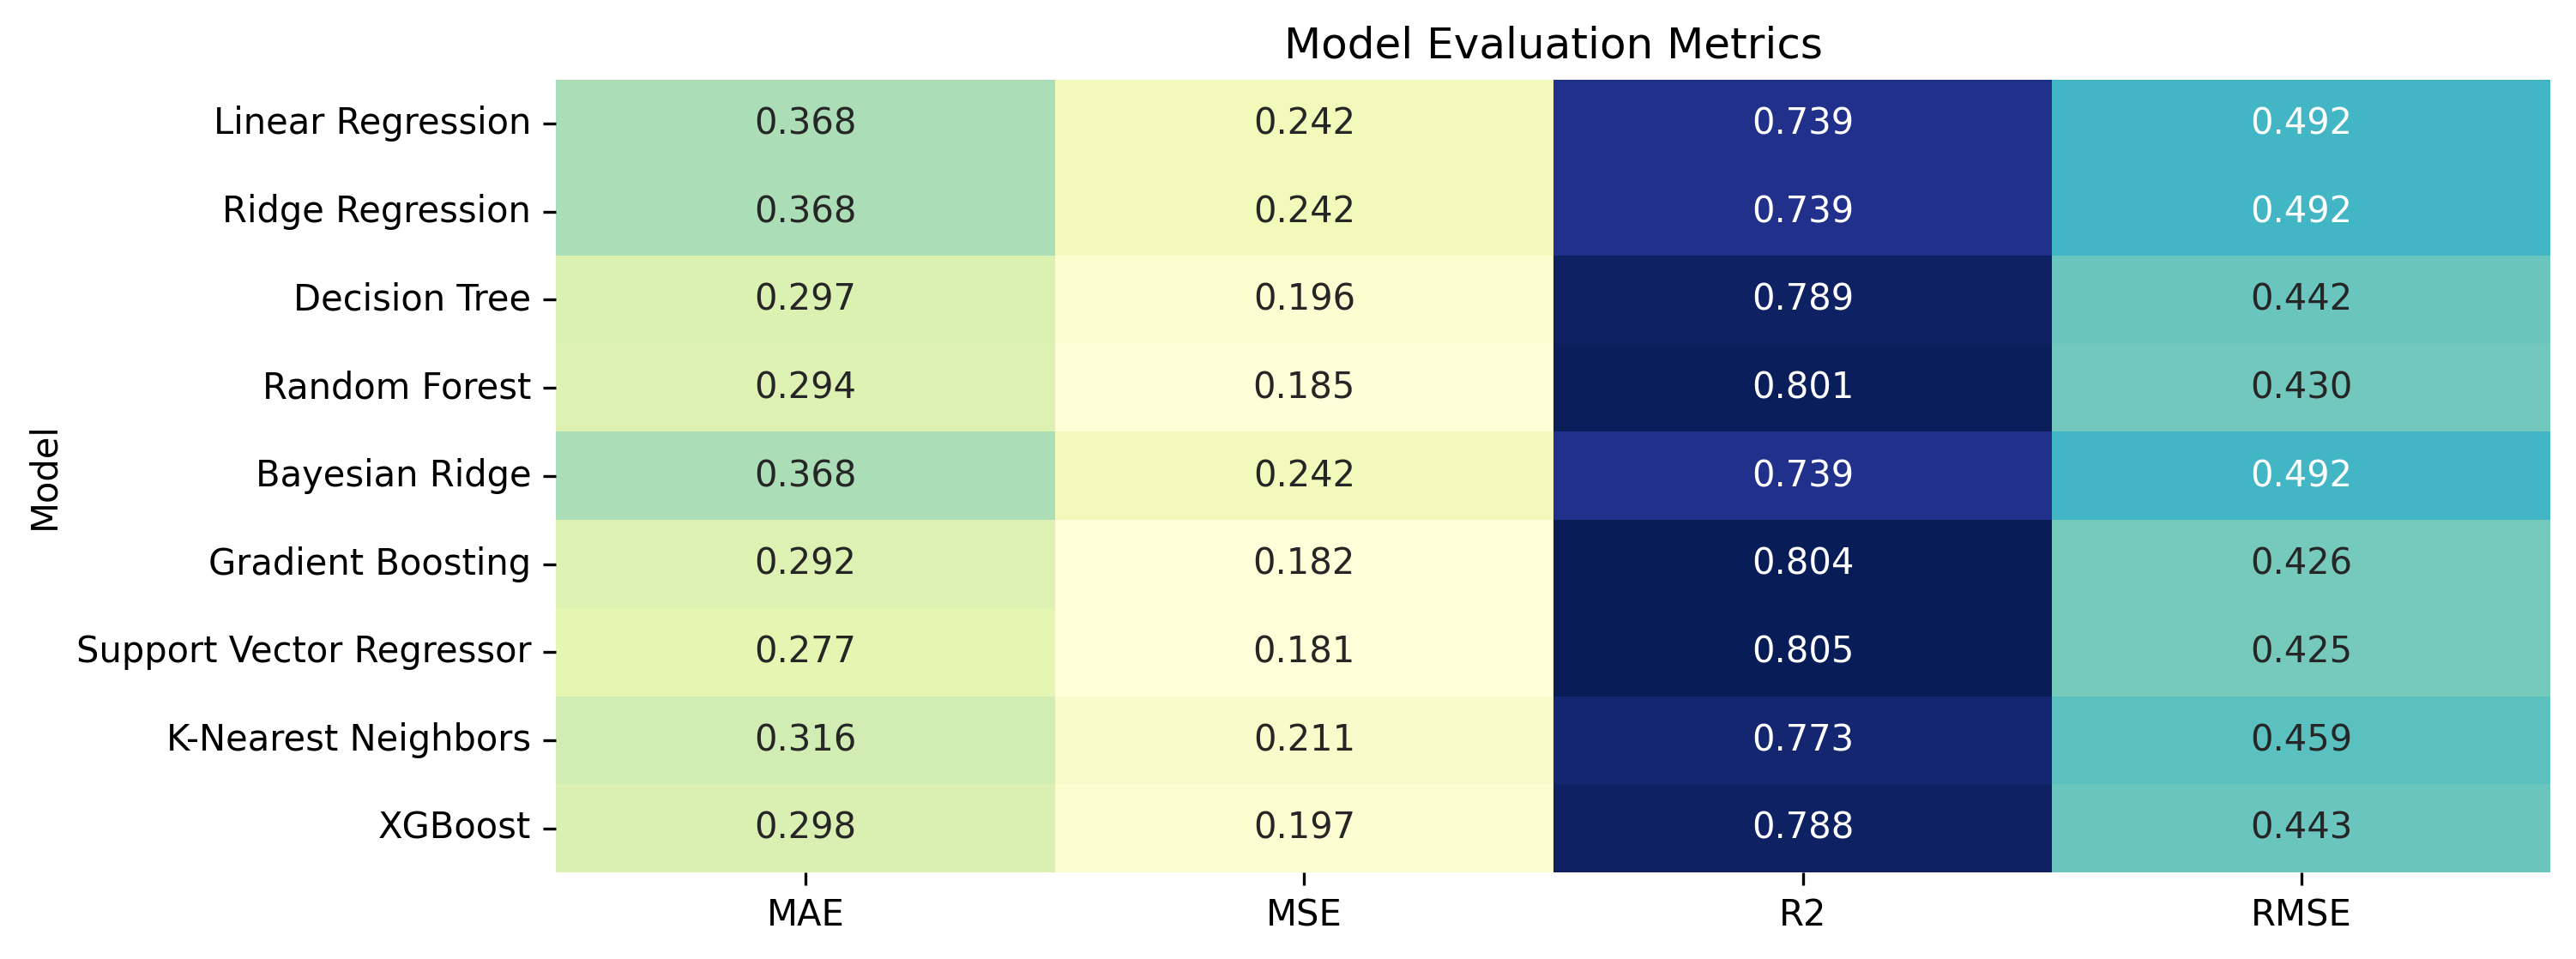 Model Evaluation Metrics
Model
Linear Regression 0.368 0.242 0.739 0.492
Ridge Regression 0.368 0.242 0.739 0.492
Decision Tree 0.297 0.196 0.789 0.442
Random Forest 0.294 0.185 0.801 0.430
Bayesian Ridge 0.368 0.242 0.739 0.492
Gradient Boosting 0.292 0.182 0.804 0.426
Support Vector Regressor 0.277 0.181 0.805 0.425
K-Nearest Neighbors 0.316 0.211 0.773 0.459
XGBoost 0.298 0.197 0.788 0.443
MAE MSE R2 RMSE